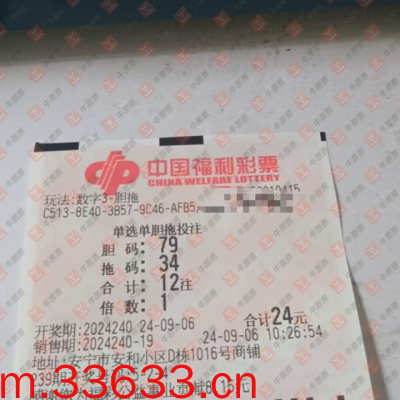 中国福利彩票
CHINA WELFARE LOTTERY
玩法:数字3-胆拖
C513-8E40-3B57-9C46-AFB5
单选单胆拖投注
胆 码: 79
拖 码: 34
合 计: 12注
倍 数: 1
开奖期:2024240 24-09-06 合计24元
销售期:2024240-19 24-09-06 10:26:54
地址:安宁市安和小区D栋1016号商铺
m.33633.cn